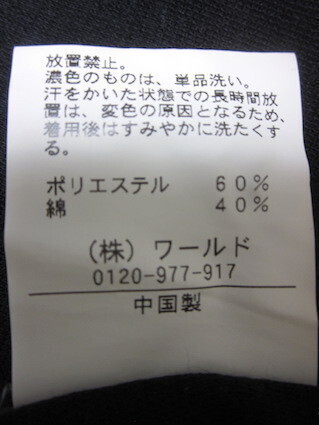 放置禁止。
濃色のものは、単品洗い。
汗をかいた状態での長時間放
置は、変色の原因となるため、
着用後はすみやかに洗たくす
る。
ポリエステル 60%
綿 40%
(株)ワールド
0120-977-917
中国製